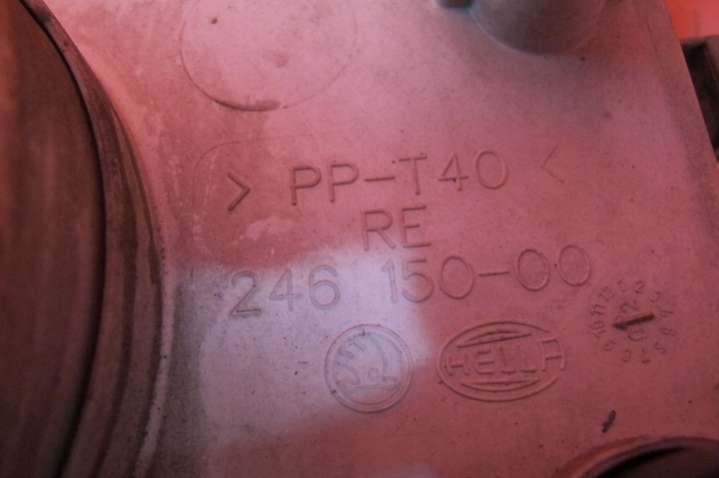 > PP-T40 <
RE
246 150-00
HELLA